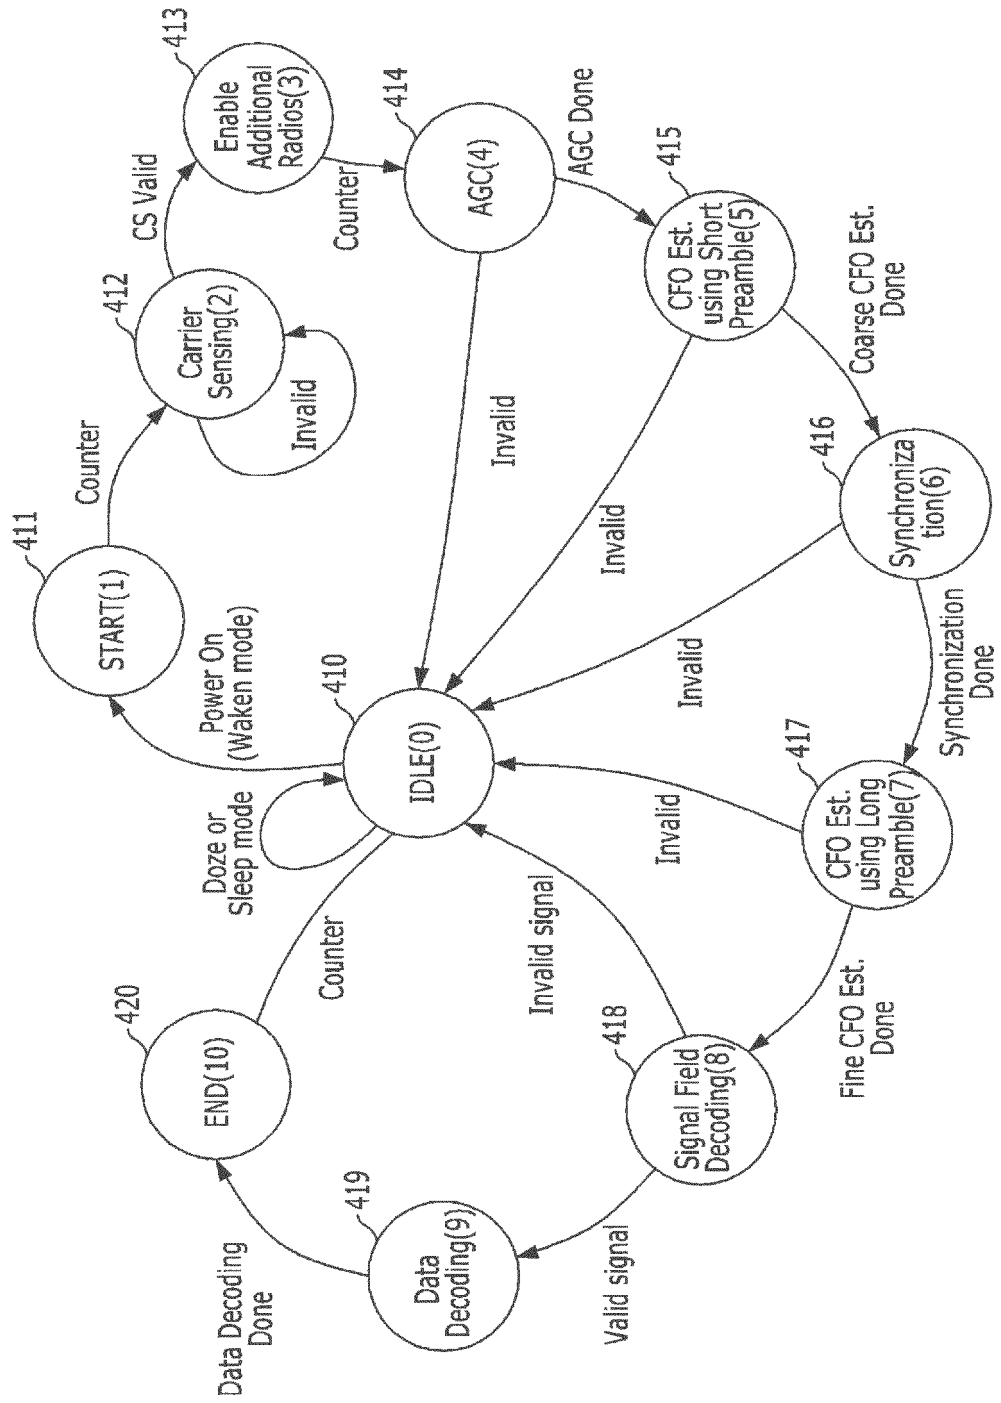 411
START(1)
Counter
412
Carrier
Sensing(2)
Invalid
CS Valid
413
Enable
Additional
Radios(3)
Counter
414
AGC(4)
Invalid
AGC Done
415
CFO Est.
using Short
Preamble(5)
Invalid
Coarse CFO Est.
Done
416
Synchroniza
tion(6)
Invalid
Synchronization
Done
417
CFO Est.
using Long
Preamble(7)
Invalid
Fine CFO Est.
Done
418
Signal Field
Decoding(8)
Invalid signal
Valid signal
419
Data
Decoding(9)
Data Decoding
Done
420
END(10)
Counter
410
IDLE(0)
Doze or
Sleep mode
Power On
(Waken mode)